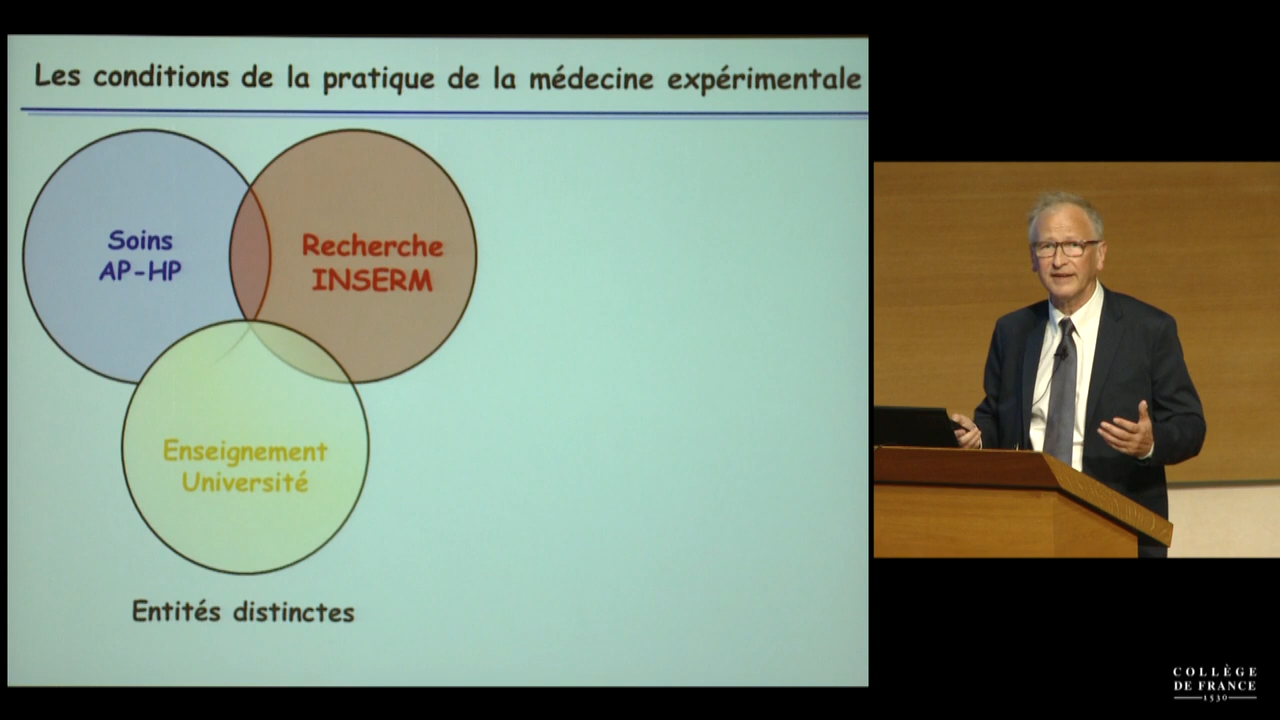 Les conditions de la pratique de la médecine expérimentale
Soins
AP-HP
Recherche
INSERM
Enseignement
Université
Entités distinctes
COLLÈGE
DE FRANCE
1530